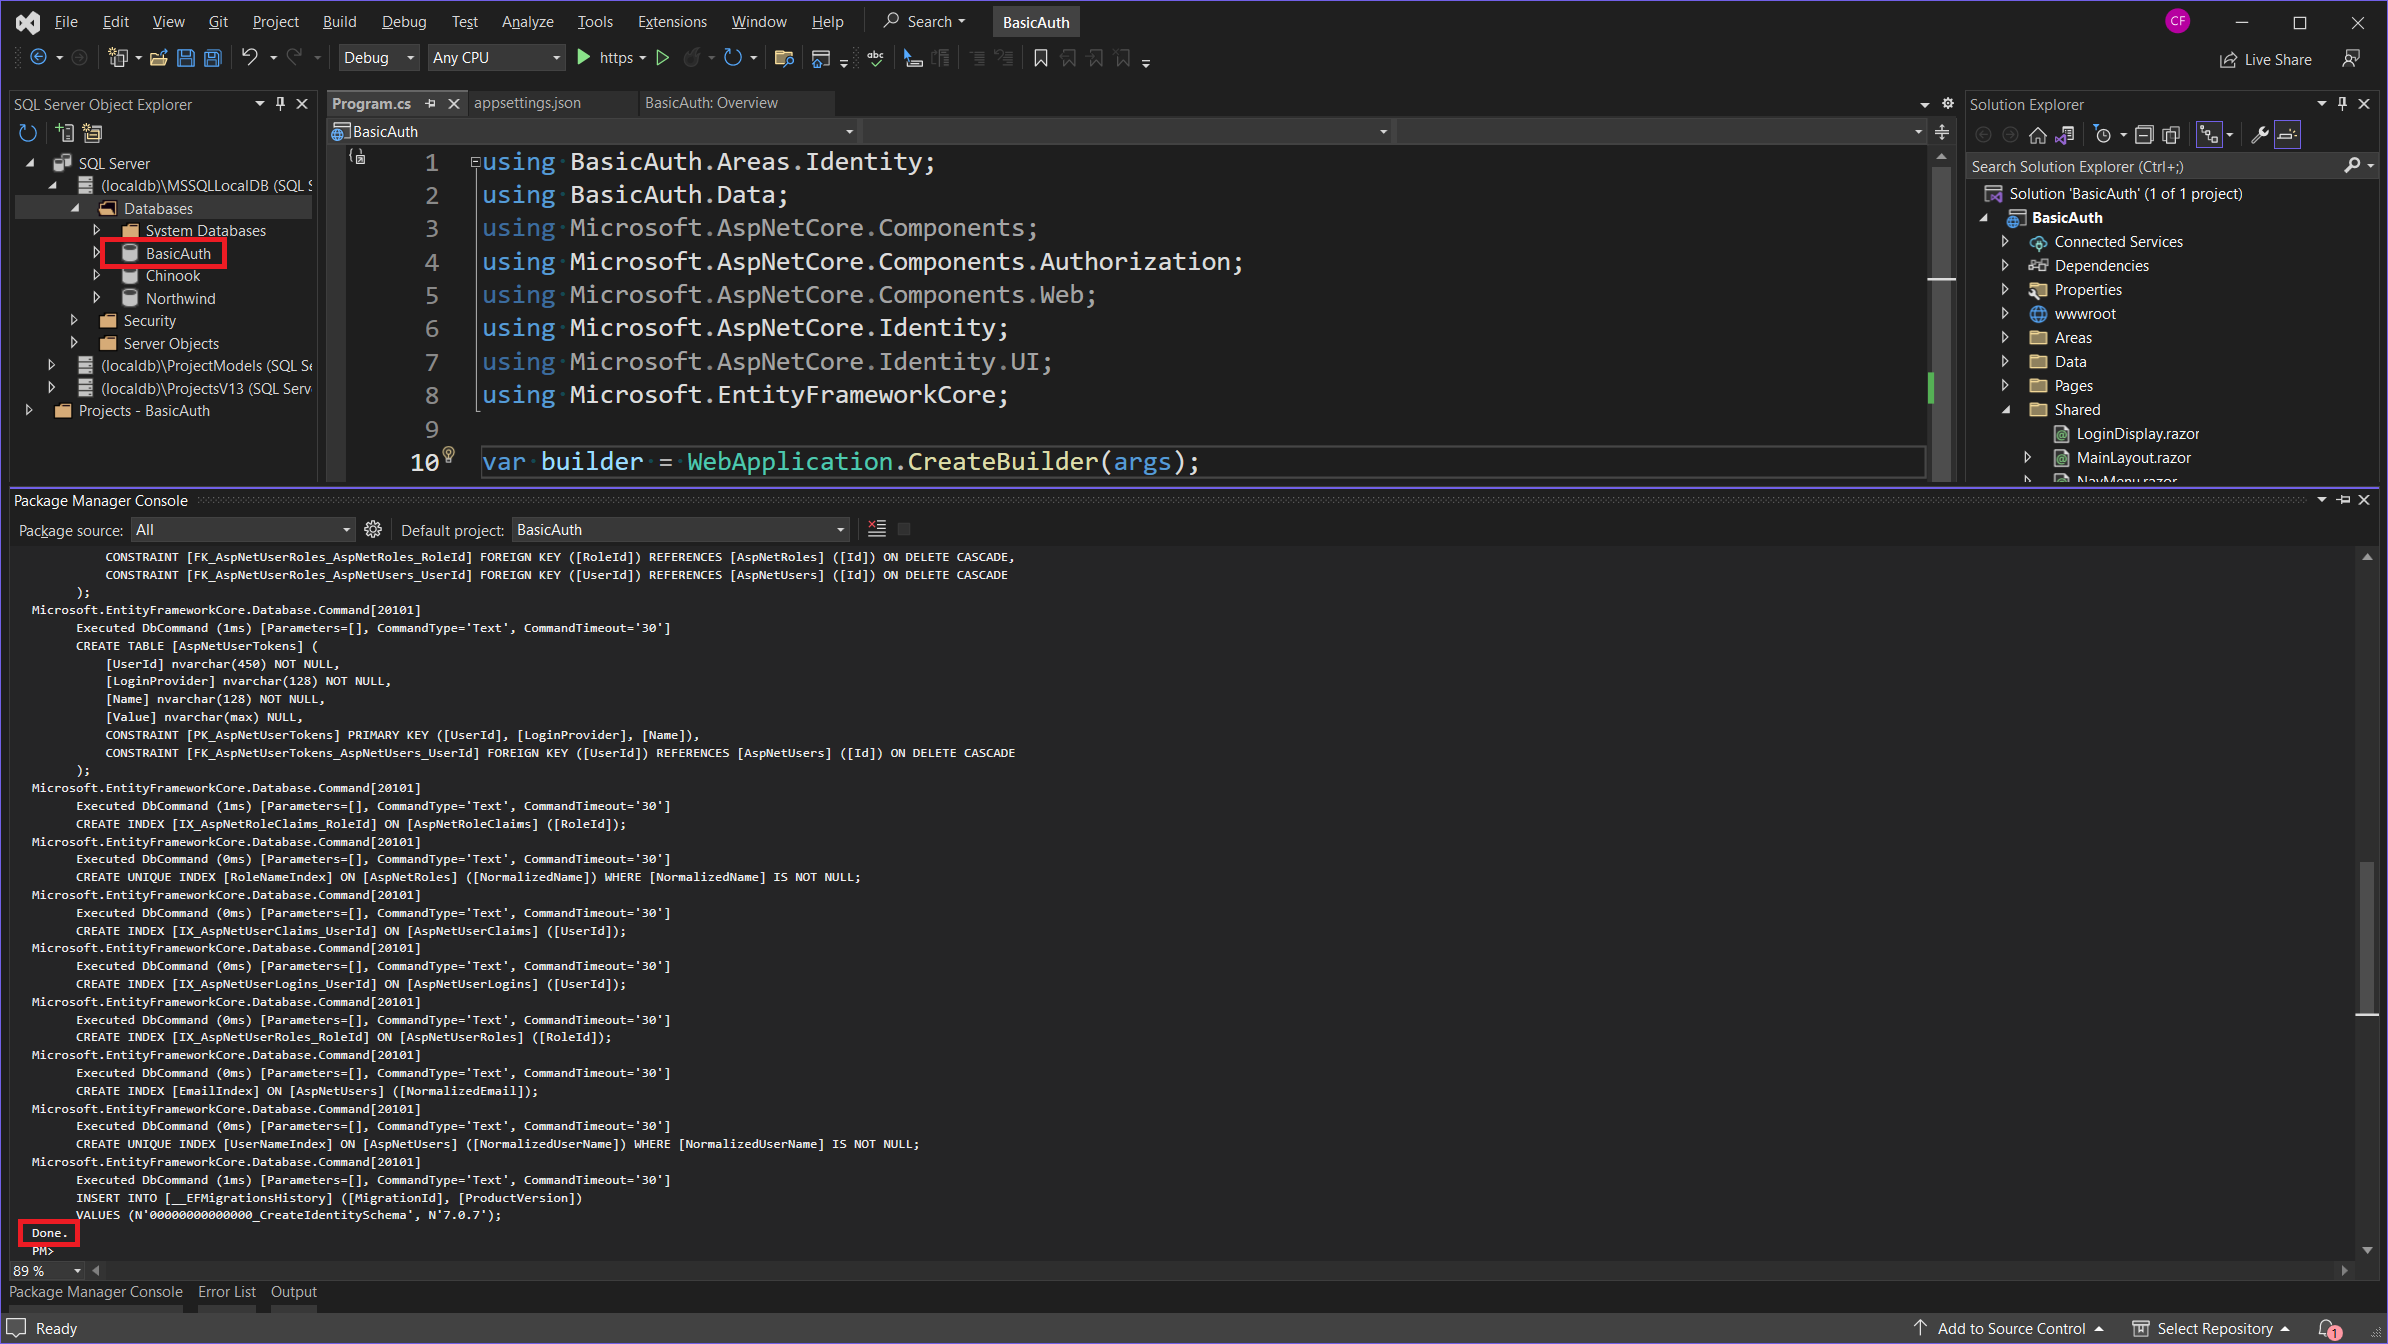 File Edit View Git Project Build Debug Test Analyze Tools Extensions Window Help Search BasicAuth CF
Debug Any CPU https abc Live Share
SQL Server Object Explorer
SQL Server
(localdb)\MSSQLLocalDB (SQL S
Databases
System Databases
BasicAuth
Chinook
Northwind
Security
Server Objects
(localdb)\ProjectModels (SQL Se
(localdb)\ProjectsV13 (SQL Serv
Projects - BasicAuth
Program.cs appsettings.json BasicAuth: Overview
BasicAuth
1 using BasicAuth.Areas.Identity;
2 using BasicAuth.Data;
3 using Microsoft.AspNetCore.Components;
4 using Microsoft.AspNetCore.Components.Authorization;
5 using Microsoft.AspNetCore.Components.Web;
6 using Microsoft.AspNetCore.Identity;
7 using Microsoft.AspNetCore.Identity.UI;
8 using Microsoft.EntityFrameworkCore;
9
10 var builder = WebApplication.CreateBuilder(args);
Solution Explorer
Search Solution Explorer (Ctrl+;)
Solution 'BasicAuth' (1 of 1 project)
BasicAuth
Connected Services
Dependencies
Properties
wwwroot
Areas
Data
Pages
Shared
LoginDisplay.razor
MainLayout.razor
NavMenu.razor
Package Manager Console
Package source: All Default project: BasicAuth
CONSTRAINT [FK_AspNetUserRoles_AspNetRoles_RoleId] FOREIGN KEY ([RoleId]) REFERENCES [AspNetRoles] ([Id]) ON DELETE CASCADE,
CONSTRAINT [FK_AspNetUserRoles_AspNetUsers_UserId] FOREIGN KEY ([UserId]) REFERENCES [AspNetUsers] ([Id]) ON DELETE CASCADE
);
Microsoft.EntityFrameworkCore.Database.Command[20101]
Executed DbCommand (1ms) [Parameters=[], CommandType='Text', CommandTimeout='30']
CREATE TABLE [AspNetUserTokens] (
[UserId] nvarchar(450) NOT NULL,
[LoginProvider] nvarchar(128) NOT NULL,
[Name] nvarchar(128) NOT NULL,
[Value] nvarchar(max) NULL,
CONSTRAINT [PK_AspNetUserTokens] PRIMARY KEY ([UserId], [LoginProvider], [Name]),
CONSTRAINT [FK_AspNetUserTokens_AspNetUsers_UserId] FOREIGN KEY ([UserId]) REFERENCES [AspNetUsers] ([Id]) ON DELETE CASCADE
);
Microsoft.EntityFrameworkCore.Database.Command[20101]
Executed DbCommand (1ms) [Parameters=[], CommandType='Text', CommandTimeout='30']
CREATE INDEX [IX_AspNetRoleClaims_RoleId] ON [AspNetRoleClaims] ([RoleId]);
Microsoft.EntityFrameworkCore.Database.Command[20101]
Executed DbCommand (0ms) [Parameters=[], CommandType='Text', CommandTimeout='30']
CREATE UNIQUE INDEX [RoleNameIndex] ON [AspNetRoles] ([NormalizedName]) WHERE [NormalizedName] IS NOT NULL;
Microsoft.EntityFrameworkCore.Database.Command[20101]
Executed DbCommand (0ms) [Parameters=[], CommandType='Text', CommandTimeout='30']
CREATE INDEX [IX_AspNetUserClaims_UserId] ON [AspNetUserClaims] ([UserId]);
Microsoft.EntityFrameworkCore.Database.Command[20101]
Executed DbCommand (0ms) [Parameters=[], CommandType='Text', CommandTimeout='30']
CREATE INDEX [IX_AspNetUserLogins_UserId] ON [AspNetUserLogins] ([UserId]);
Microsoft.EntityFrameworkCore.Database.Command[20101]
Executed DbCommand (0ms) [Parameters=[], CommandType='Text', CommandTimeout='30']
CREATE INDEX [IX_AspNetUserRoles_RoleId] ON [AspNetUserRoles] ([RoleId]);
Microsoft.EntityFrameworkCore.Database.Command[20101]
Executed DbCommand (0ms) [Parameters=[], CommandType='Text', CommandTimeout='30']
CREATE INDEX [EmailIndex] ON [AspNetUsers] ([NormalizedEmail]);
Microsoft.EntityFrameworkCore.Database.Command[20101]
Executed DbCommand (0ms) [Parameters=[], CommandType='Text', CommandTimeout='30']
CREATE UNIQUE INDEX [UserNameIndex] ON [AspNetUsers] ([NormalizedUserName]) WHERE [NormalizedUserName] IS NOT NULL;
Microsoft.EntityFrameworkCore.Database.Command[20101]
Executed DbCommand (1ms) [Parameters=[], CommandType='Text', CommandTimeout='30']
INSERT INTO [__EFMigrationsHistory] ([MigrationId], [ProductVersion])
VALUES (N'00000000000000_CreateIdentitySchema', N'7.0.7');
Done.
PM>
89 %
Package Manager Console Error List Output
Ready Add to Source Control Select Repository 1